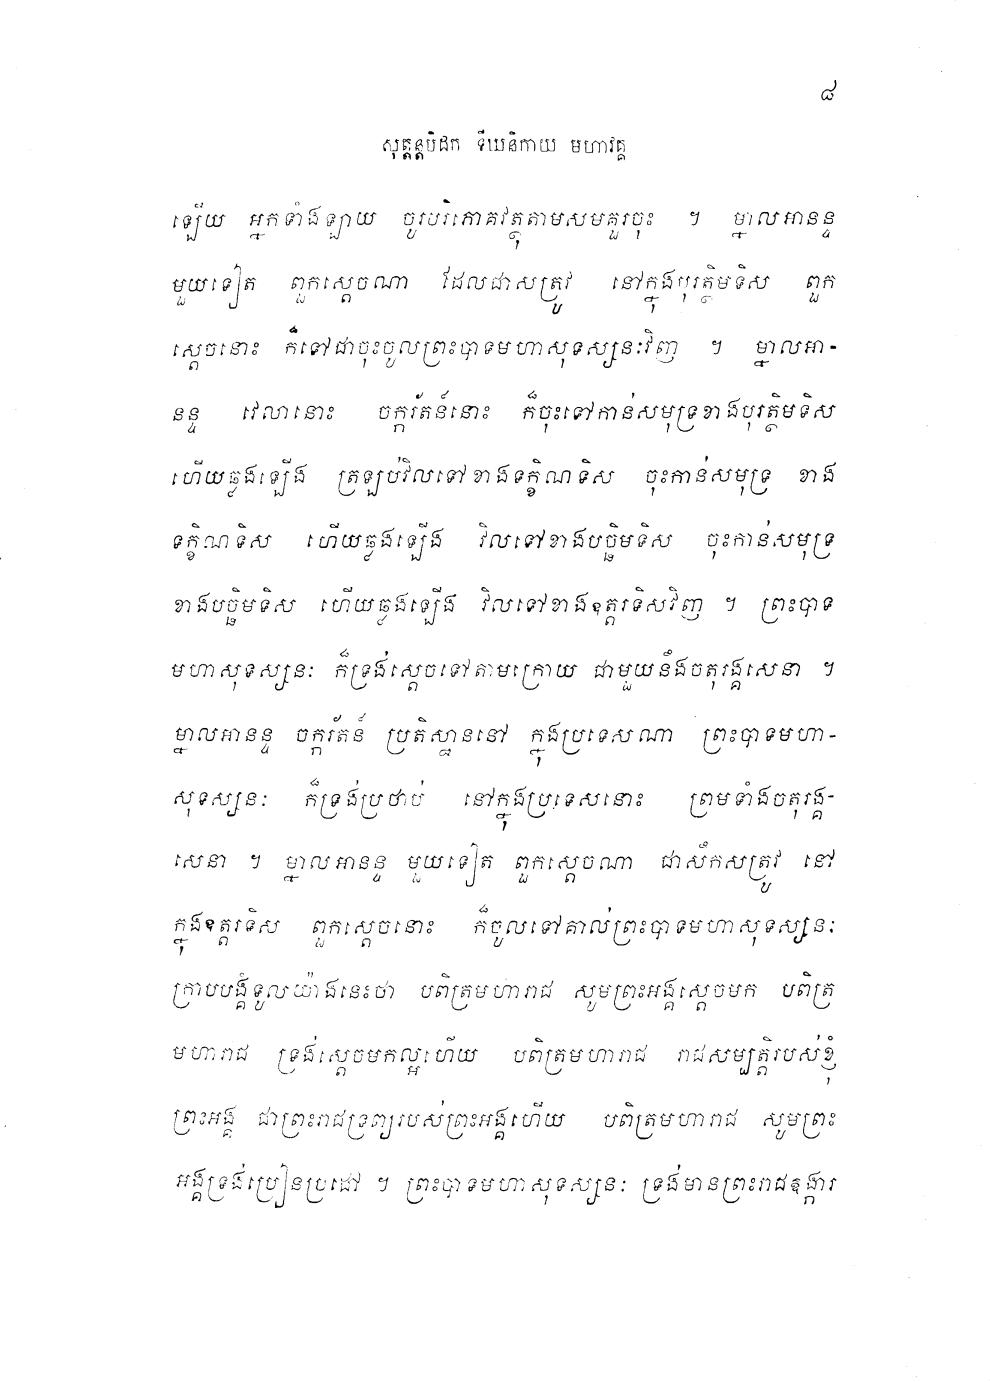 ៨
សុត្តន្តបិដក ទីឃនិកាយ មហាវគ្គ
ឡើយ អ្នកទាំងឡាយ ចូរបរិភោគវត្ថុតាមសមគួរចុះ ។ ម្នាលអានន្ទ
មួយទៀត ពួកស្តេចណា ដែលជាសត្រូវ នៅក្នុងបុរត្ថិមទិស ពួក
ស្តេចនោះ ក៏ទៅជាចុះចូលព្រះបាទមហាសុទស្សនៈវិញ ។ ម្នាលអា-
នន្ទ វេលានោះ ចក្ករ័តន៍នោះ ក៏ចុះទៅកាន់សមុទ្រខាងបុរត្ថិមទិស
ហើយឆ្លងឡើង ត្រឡប់វិលទៅខាងទក្ខិណទិស ចុះកាន់សមុទ្រ ខាង
ទក្ខិណទិស ហើយឆ្លងឡើង វិលទៅខាងបច្ឆិមទិស ចុះកាន់សមុទ្រ
ខាងបច្ឆិមទិស ហើយឆ្លងឡើង វិលទៅខាងឧត្តរទិសវិញ ។ ព្រះបាទ
មហាសុទស្សនៈ ក៏ទ្រង់ស្តេចទៅតាមក្រោយ ជាមួយនឹងចតុរង្គសេនា ។
ម្នាលអានន្ទ ចក្ករ័តន៍ ប្រតិស្ឋាននៅ ក្នុងប្រទេសណា ព្រះបាទមហា-
សុទស្សនៈ ក៏ទ្រង់ប្រថាប់ នៅក្នុងប្រទេសនោះ ព្រមទាំងចតុរង្គ-
សេនា ។ ម្នាលអានន្ទ មួយទៀត ពួកស្តេចណា ជាសឹកសត្រូវ នៅ
ក្នុងឧត្តរទិស ពួកស្តេចនោះ ក៏ចូលទៅគាល់ព្រះបាទមហាសុទស្សនៈ
ក្រាបបង្គំទូលយ៉ាងនេះថា បពិត្រមហារាជ សូមព្រះអង្គស្តេចមក បពិត្រ
មហារាជ ទ្រង់ស្តេចមកល្អហើយ បពិត្រមហារាជ រាជសម្បត្តិរបស់ខ្ញុំ
ព្រះអង្គ ជាព្រះរាជទ្រព្យរបស់ព្រះអង្គហើយ បពិត្រមហារាជ សូមព្រះ
អង្គទ្រង់ប្រៀនប្រដៅ ។ ព្រះបាទមហាសុទស្សនៈ ទ្រង់មានព្រះរាជឱង្ការ